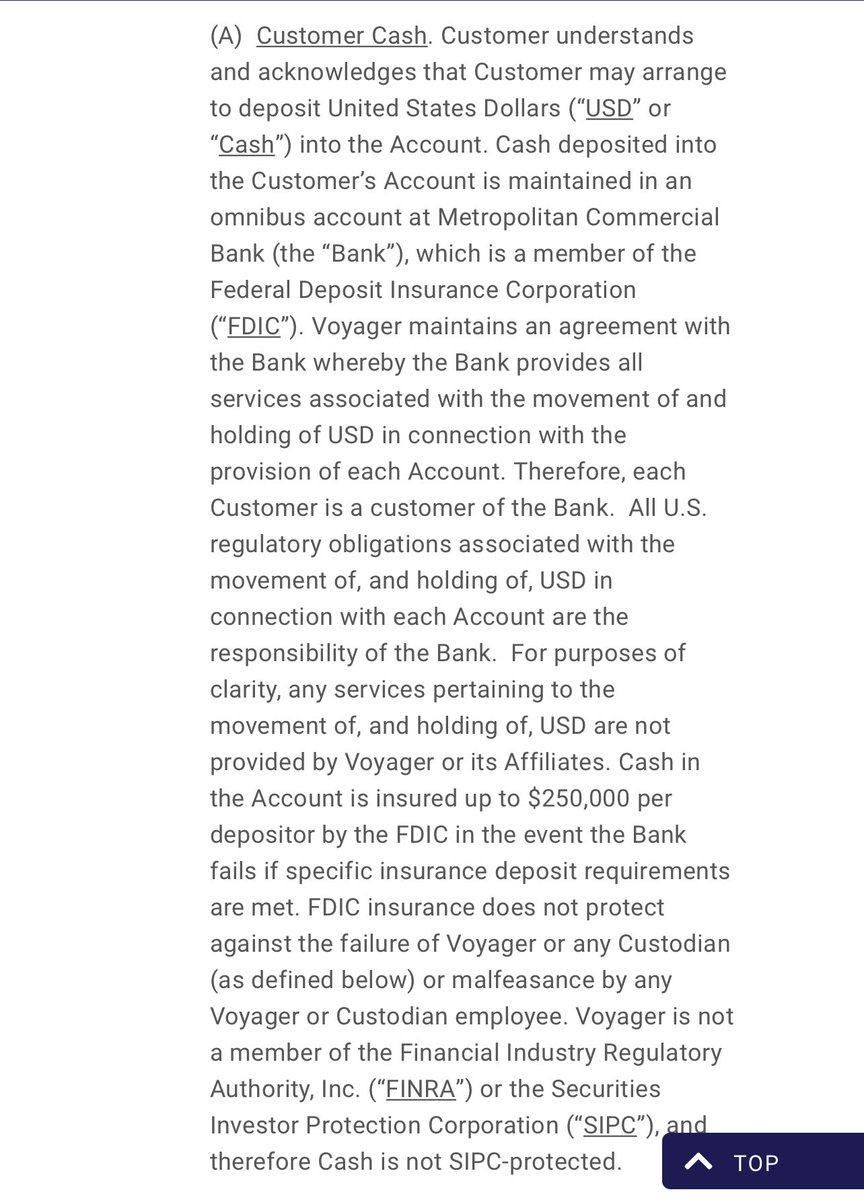 (A)  Customer Cash. Customer understands
and acknowledges that Customer may arrange
to deposit United States Dollars (“USD” or
“Cash”) into the Account. Cash deposited into
the Customer’s Account is maintained in an
omnibus account at Metropolitan Commercial
Bank (the “Bank”), which is a member of the
Federal Deposit Insurance Corporation
(“FDIC”). Voyager maintains an agreement with
the Bank whereby the Bank provides all
services associated with the movement of and
holding of USD in connection with the
provision of each Account. Therefore, each
Customer is a customer of the Bank.  All U.S.
regulatory obligations associated with the
movement of, and holding of, USD in
connection with each Account are the
responsibility of the Bank.  For purposes of
clarity, any services pertaining to the
movement of, and holding of, USD are not
provided by Voyager or its Affiliates. Cash in
the Account is insured up to $250,000 per
depositor by the FDIC in the event the Bank
fails if specific insurance deposit requirements
are met. FDIC insurance does not protect
against the failure of Voyager or any Custodian
(as defined below) or malfeasance by any
Voyager or Custodian employee. Voyager is not
a member of the Financial Industry Regulatory
Authority, Inc. (“FINRA”) or the Securities
Investor Protection Corporation (“SIPC”), and
therefore Cash is not SIPC-protected.
TOP